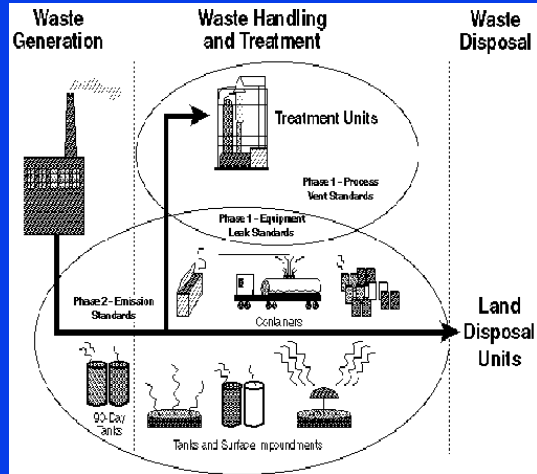 Waste
Generation
Waste Handling
and Treatment
Waste
Disposal
Treatment Units
Phase 1 - Process
Vent Standards
Phase 1 - Equipment
Leak Standards
Phase 2 - Emission
Standards
Containers
Land
Disposal
Units
90-Day
Tanks
Tanks and Surface Impoundments